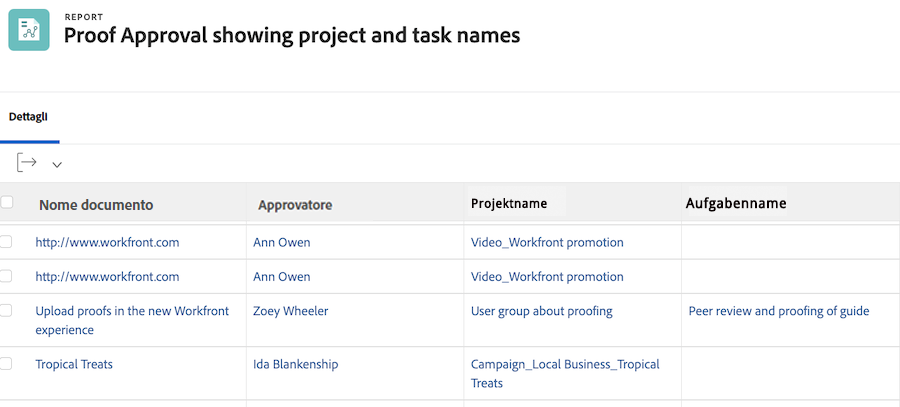 REPORT
Proof Approval showing project and task names
Dettagli
Nome documento Approvatore Projektname Aufgabenname
http://www.workfront.com Ann Owen Video_Workfront promotion
http://www.workfront.com Ann Owen Video_Workfront promotion
Upload proofs in the new Workfront Zoey Wheeler User group about proofing Peer review and proofing of guide
experience
Tropical Treats Ida Blankenship Campaign_Local Business_Tropical
Treats